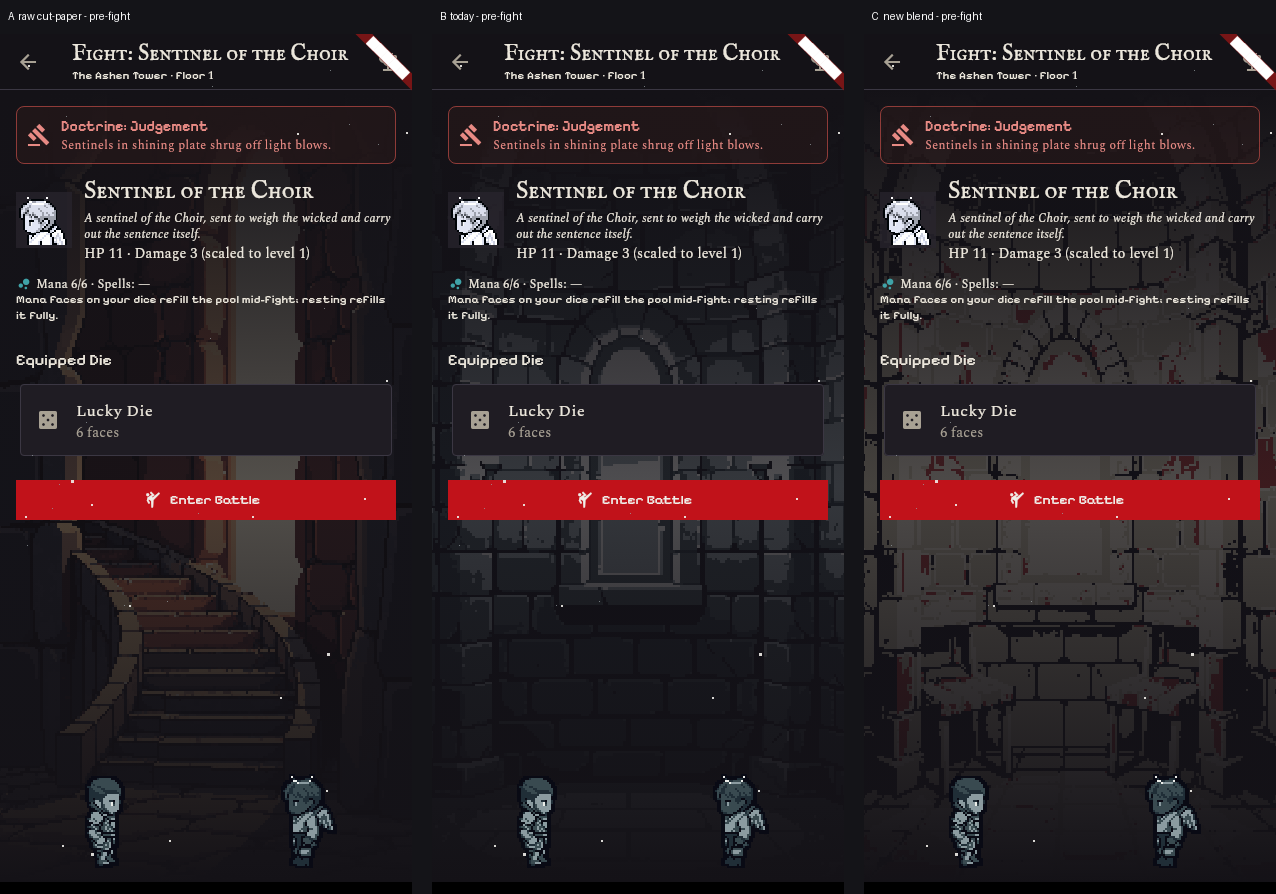 A raw cut-paper - pre-fight
Fight: Sentinel of the Choir
The Ashen Tower · Floor 1
Doctrine: Judgement
Sentinels in shining plate shrug off light blows.
Sentinel of the Choir
A sentinel of the Choir, sent to weigh the wicked and carry
out the sentence itself.
HP 11 · Damage 3 (scaled to level 1)
Mana 6/6 · Spells: —
Mana Faces on your dice refill the pool mid-fight; resting refills
it fully.
Equipped Die
Lucky Die
6 faces
Enter Battle
B today - pre-fight
Fight: Sentinel of the Choir
The Ashen Tower · Floor 1
Doctrine: Judgement
Sentinels in shining plate shrug off light blows.
Sentinel of the Choir
A sentinel of the Choir, sent to weigh the wicked and carry
out the sentence itself.
HP 11 · Damage 3 (scaled to level 1)
Mana 6/6 · Spells: —
Mana Faces on your dice refill the pool mid-fight; resting refills
it fully.
Equipped Die
Lucky Die
6 faces
Enter Battle
C new blend - pre-fight
Fight: Sentinel of the Choir
The Ashen Tower · Floor 1
Doctrine: Judgement
Sentinels in shining plate shrug off light blows.
Sentinel of the Choir
A sentinel of the Choir, sent to weigh the wicked and carry
out the sentence itself.
HP 11 · Damage 3 (scaled to level 1)
Mana 6/6 · Spells: —
Mana Faces on your dice refill the pool mid-fight; resting refills
it fully.
Equipped Die
Lucky Die
6 faces
Enter Battle